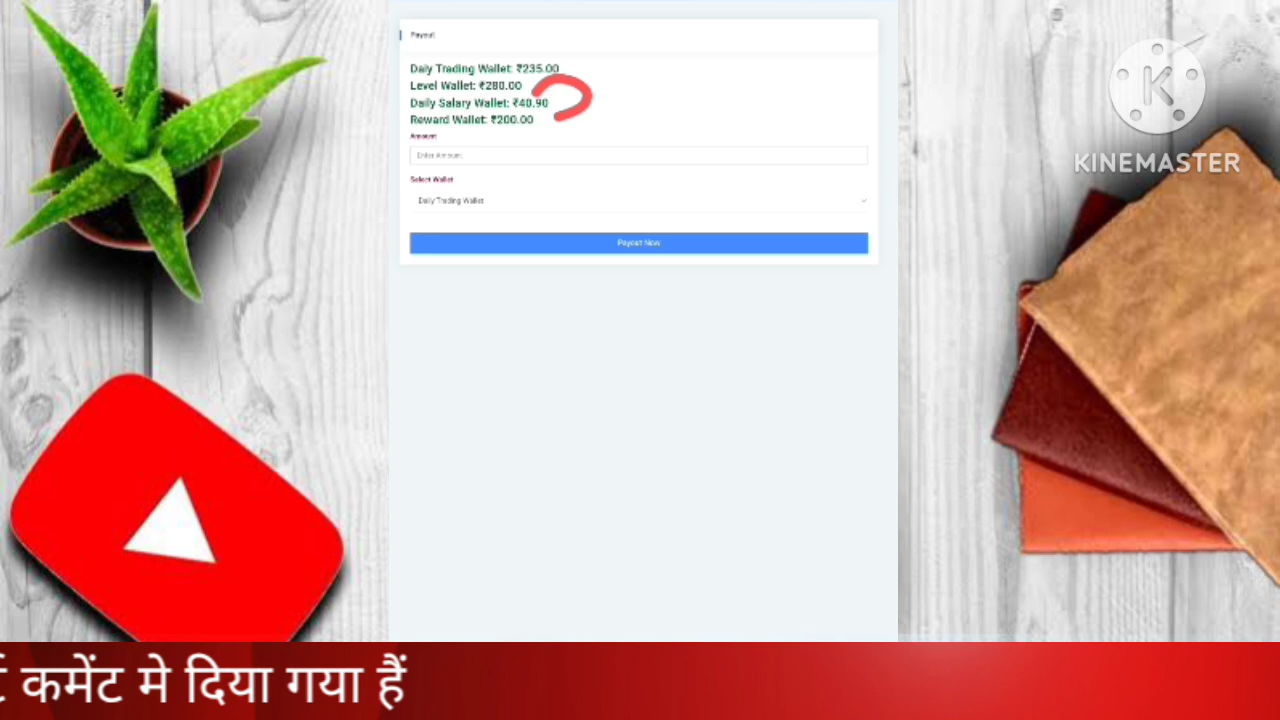 Payout
Daiy Trading Wallet: ₹235.00
Level Wallet: ₹280.00
Daily Salary Wallet: ₹40.90
Reward Wallet: ₹200.00
Amount
Enter Amount
Select Wallet
Daily Trading Wallet
Payout Now
KINEMASTER
कमेंट मे दिया गया हैं